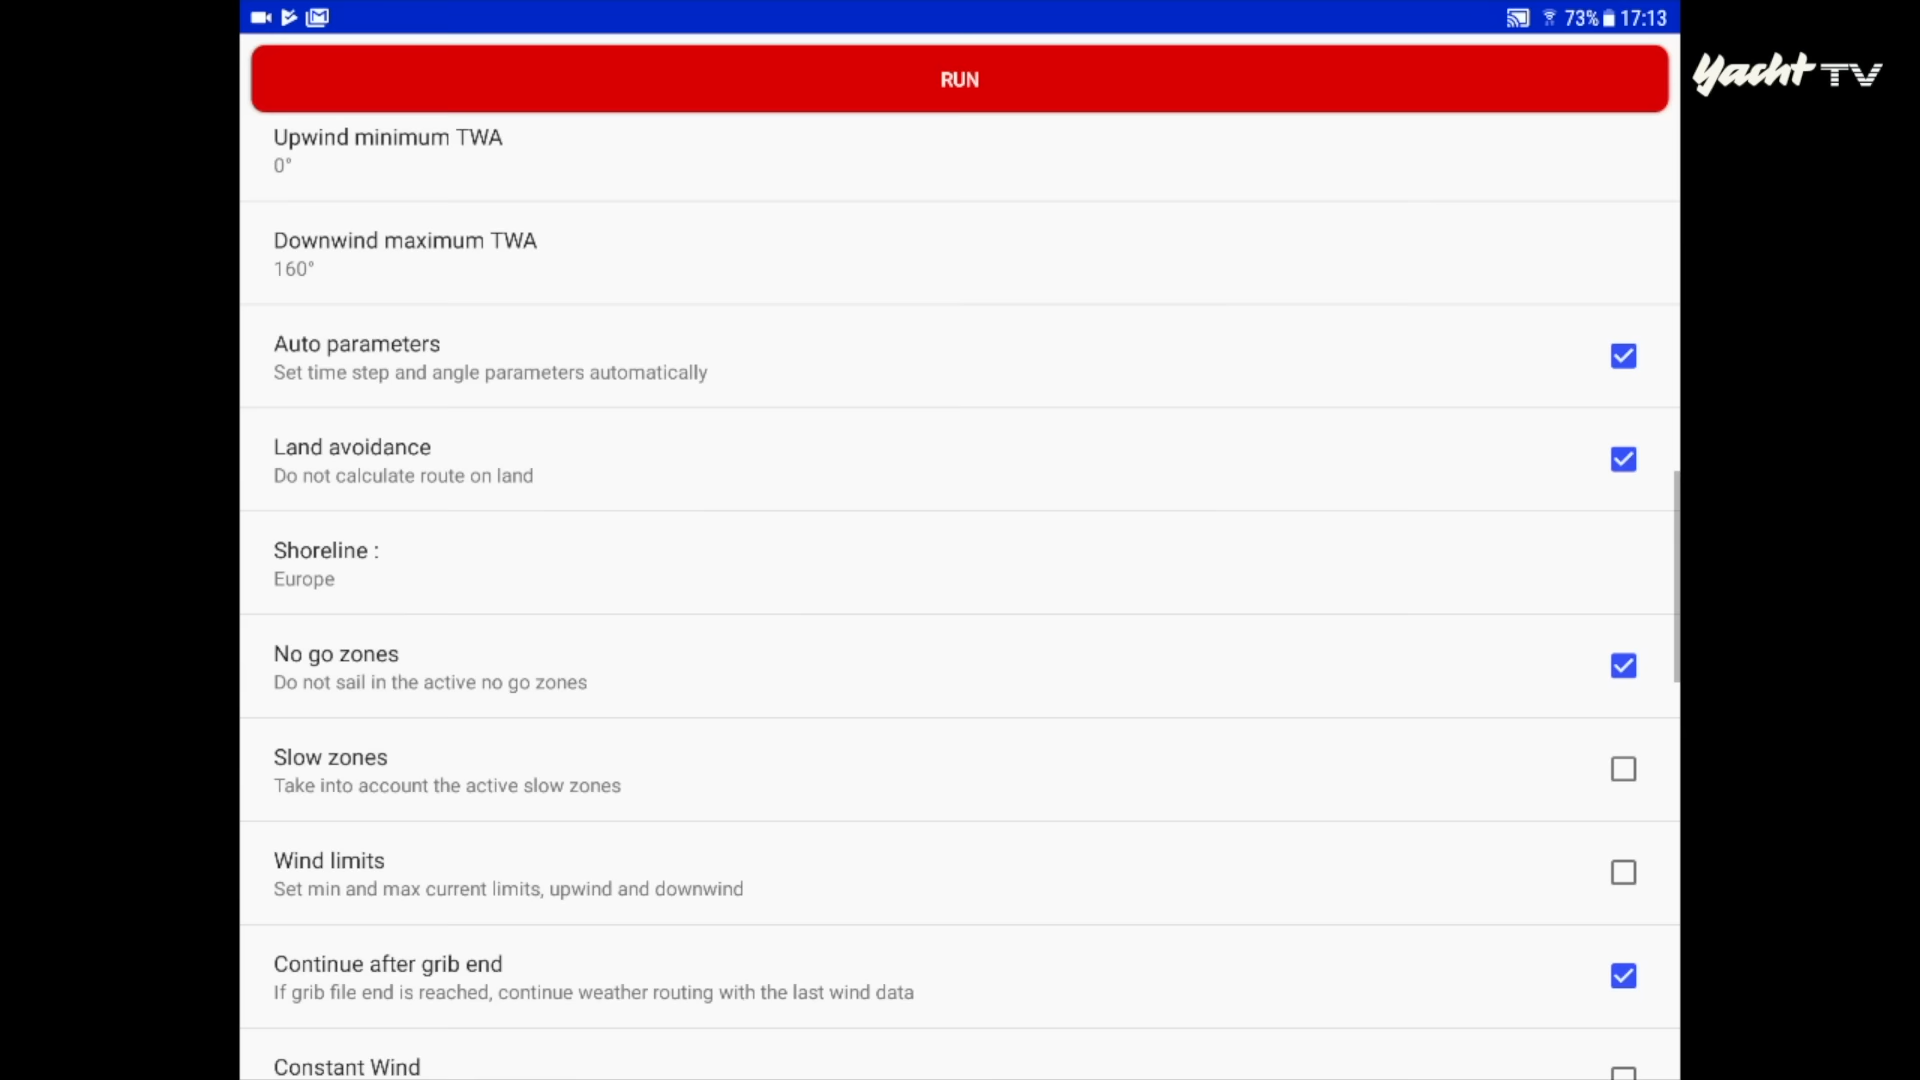 73% 17:13
Yacht TV
RUN
Upwind minimum TWA
0°
Downwind maximum TWA
160°
Auto parameters
Set time step and angle parameters automatically
Land avoidance
Do not calculate route on land
Shoreline :
Europe
No go zones
Do not sail in the active no go zones
Slow zones
Take into account the active slow zones
Wind limits
Set min and max current limits, upwind and downwind
Continue after grib end
If grib file end is reached, continue weather routing with the last wind data
Constant Wind